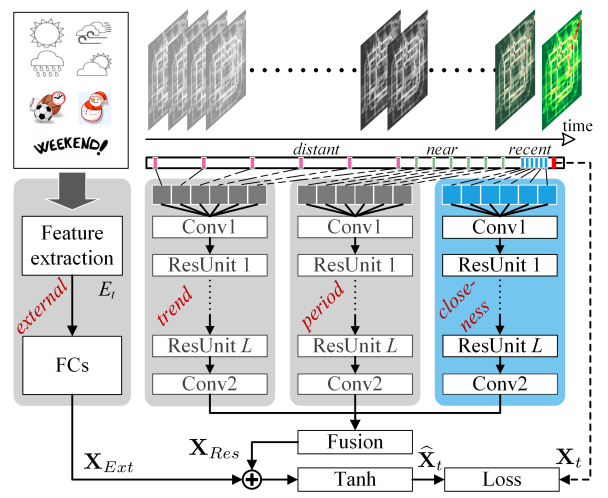 WEEKEND!
time
distant near recent
Feature
extraction
external
E_t
FCs
Conv1
ResUnit 1
trend
ResUnit L
Conv2
Conv1
ResUnit 1
period
ResUnit L
Conv2
Conv1
ResUnit 1
close-
ness
ResUnit L
Conv2
Fusion
X_Ext
X_Res
Tanh
X̂_t
Loss
X_t